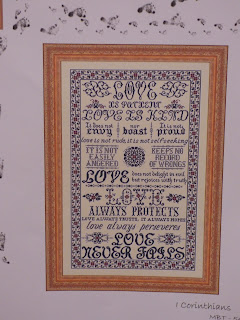 LOVE
IS PATIENT
LOVE IS KIND
It does not nor It is not
envy boast proud
love is not rude, it is not self-seeking
IT IS NOT KEEPS NO
EASILY RECORD
ANGERED OF WRONGS
LOVE does not delight in evil
but rejoices with truth
LOVE
ALWAYS PROTECTS
LOVE ALWAYS TRUSTS, IT ALWAYS HOPES
love always perseveres
LOVE
NEVER FAILS
1 Corinthians